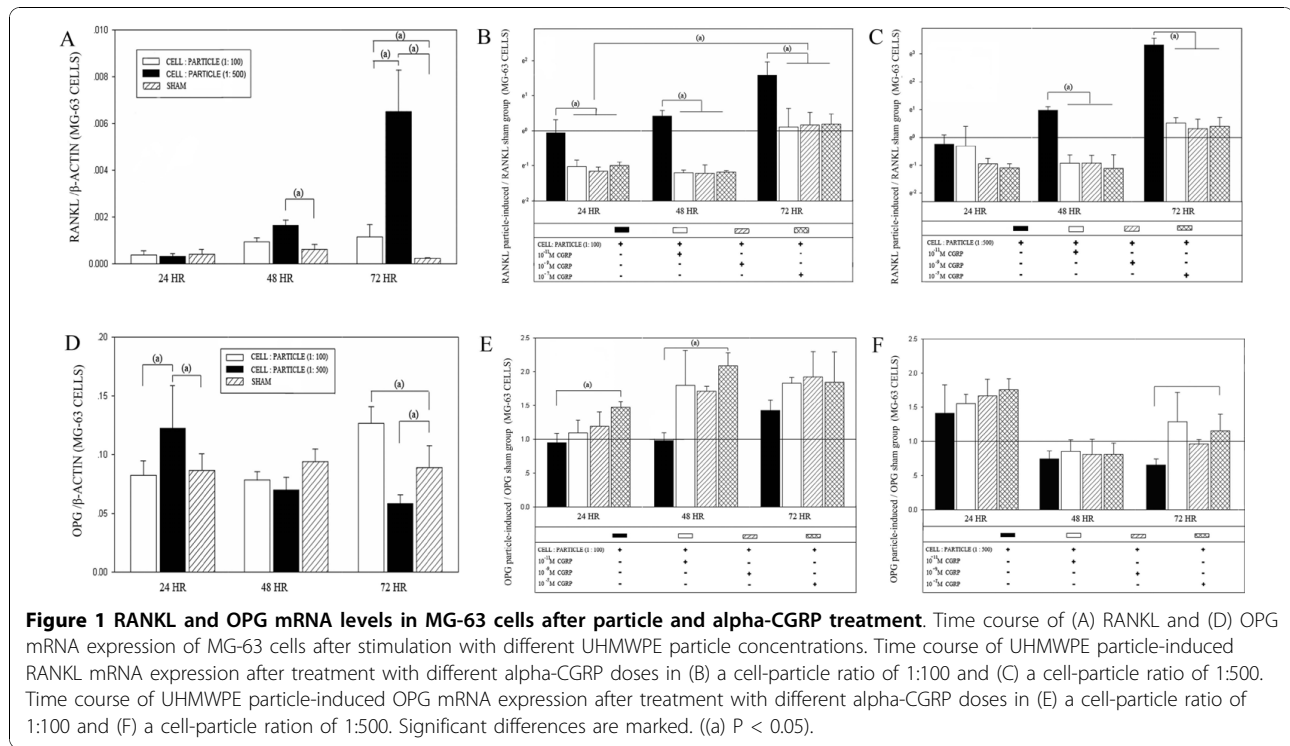 A
RANKL /β-ACTIN (MG-63 CELLS)
.010
.008
.006
.004
.002
0.000
CELL : PARTICLE (1: 100)
CELL : PARTICLE (1: 500)
SHAM
(a)
(a)
(a)
(a)
24 HR
48 HR
72 HR
B
RANKL particle-induced / RANKL sham group (MG-63 CELLS)
e³
e²
e¹
e⁰
e⁻¹
e⁻²
(a)
(a)
(a)
(a)
24 HR
48 HR
72 HR
CELL: PARTICLE (1: 100) + + + +
- + - -
- - + -
- - - +
C
RANKL particle-induced / RANKL sham group (MG-63 CELLS)
(a)
(a)
24 HR
48 HR
72 HR
CELL: PARTICLE (1 :500) + + + +
- + - -
- - + -
- - - +
D
OPG /β-ACTIN (MG-63 CELLS)
.20
.15
.10
.05
0.00
CELL : PARTICLE (1: 100)
CELL : PARTICLE (1: 500)
SHAM
(a)
(a)
(a)
(a)
24 HR
48 HR
72 HR
E
OPG particle-induced / OPG sham group (MG-63 CELLS)
2.5
2.0
1.5
1.0
.5
0.0
(a)
(a)
24 HR
48 HR
72 HR
CELL: PARTICLE (1: 100) + + + +
- + - -
- - + -
- - - +
F
OPG particle-induced / OPG sham group (MG-63 CELLS)
2.5
2.0
1.5
1.0
.5
0.0
24 HR
48 HR
72 HR
CELL: PARTICLE (1 : 500) + + + +
- + - -
- - + -
- - - +
Figure 1 RANKL and OPG mRNA levels in MG-63 cells after particle and alpha-CGRP treatment. Time course of (A) RANKL and (D) OPG
mRNA expression of MG-63 cells after stimulation with different UHMWPE particle concentrations. Time course of UHMWPE particle-induced
RANKL mRNA expression after treatment with different alpha-CGRP doses in (B) a cell-particle ratio of 1:100 and (C) a cell-particle ratio of 1:500.
Time course of UHMWPE particle-induced OPG mRNA expression after treatment with different alpha-CGRP doses in (E) a cell-particle ratio of
1:100 and (F) a cell-particle ration of 1:500. Significant differences are marked. ((a) P < 0.05).